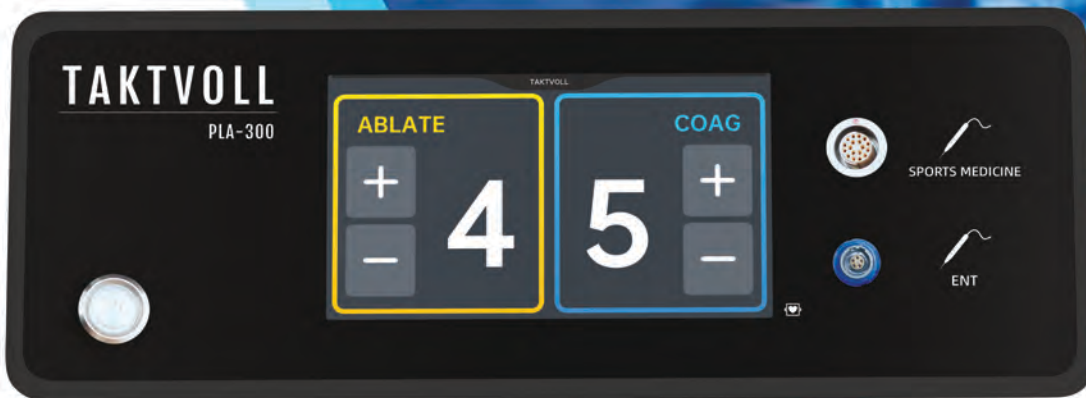 TAKTVOLL
PLA-300
TAKTVOLL
ABLATE
COAG
+
+
4
5
−
−
SPORTS MEDICINE
ENT